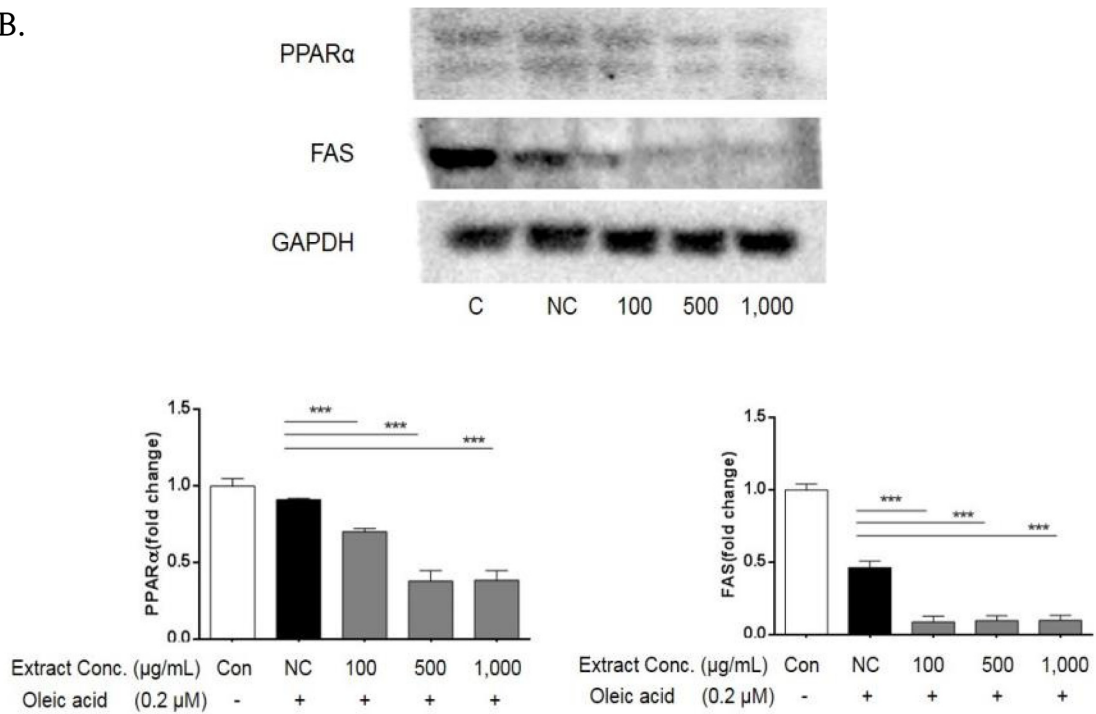 B.
PPARα
FAS
GAPDH
C NC 100 500 1,000
1.5
1.0
0.5
0.0
PPARα(fold change)
***
***
***
Extract Conc. (µg/mL) Con NC 100 500 1,000
Oleic acid (0.2 µM) - + + + +
1.5
1.0
0.5
0.0
FAS(fold change)
***
***
***
Extract Conc. (µg/mL) Con NC 100 500 1,000
Oleic acid (0.2 µM) - + + + +